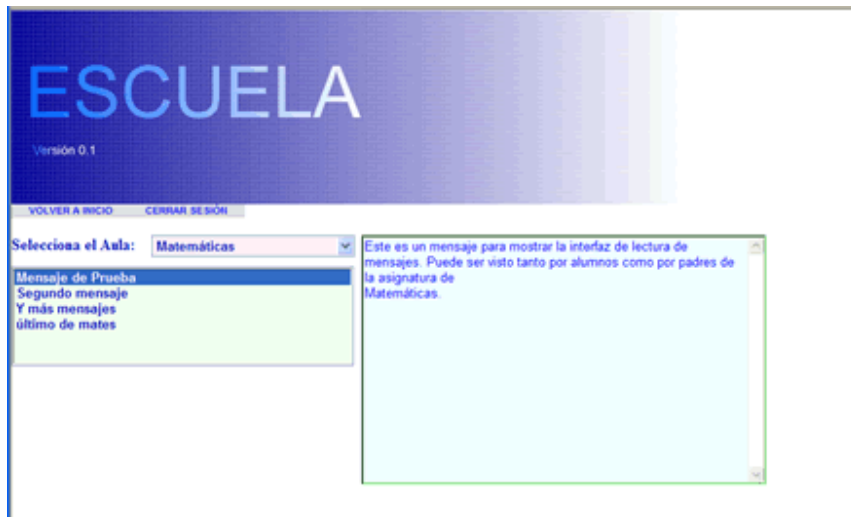 ESCUELA
Versión 0.1
VOLVER A INICIO CERRAR SESIÓN
Selecciona el Aula: Matemáticas
Mensaje de Prueba
Segundo mensaje
Y más mensajes
último de mates
Este es un mensaje para mostrar la interfaz de lectura de
mensajes. Puede ser visto tanto por alumnos como por padres de
la asignatura de
Matemáticas.